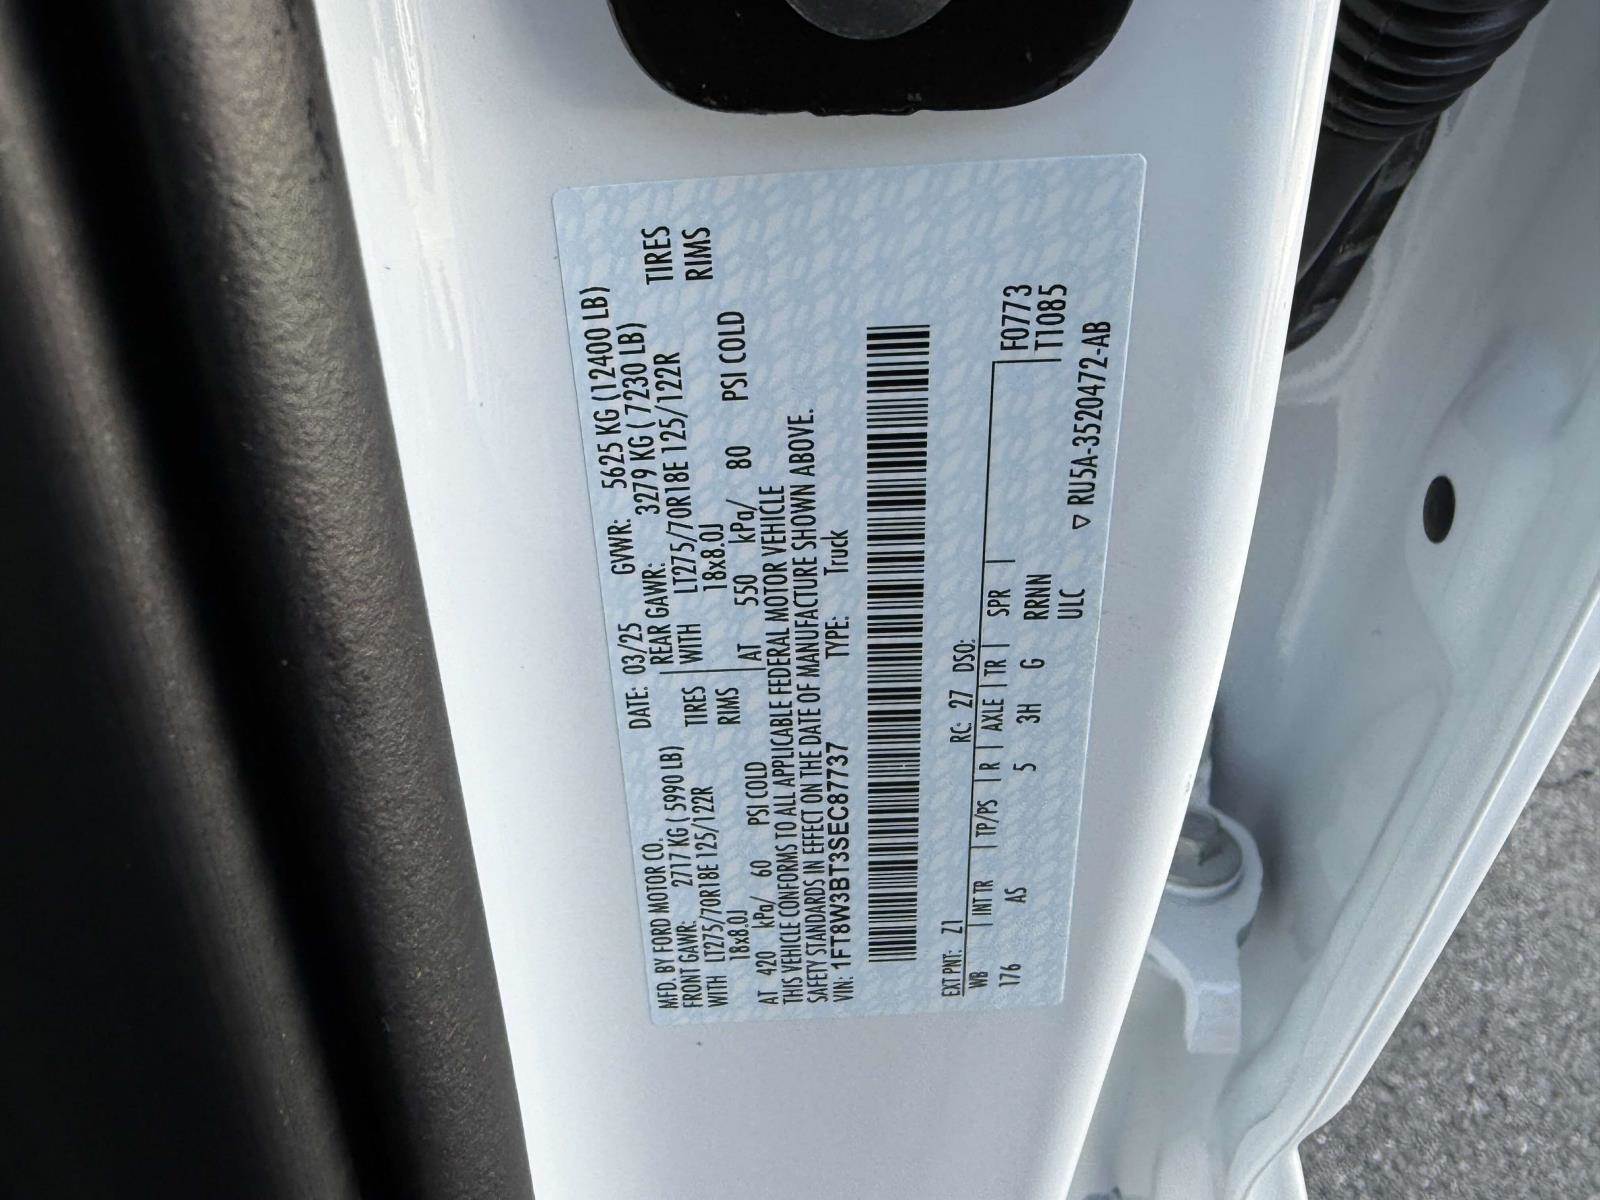 MFD. BY FORD MOTOR CO. DATE: 03/25 GVWR: 5625 KG (12400 LB)
FRONT GAWR: 2717 KG ( 5990 LB) REAR GAWR: 3279 KG ( 7230 LB)
WITH LT275/70R18E 125/122R TIRES WITH LT275/70R18E 125/122R TIRES
18x8.0J RIMS 18x8.0J RIMS
AT 420 kPa/ 60 PSI COLD AT 550 kPa/ 80 PSI COLD
THIS VEHICLE CONFORMS TO ALL APPLICABLE FEDERAL MOTOR VEHICLE
SAFETY STANDARDS IN EFFECT ON THE DATE OF MANUFACTURE SHOWN ABOVE.
VIN: 1FT8W3BT3SEC87737 TYPE: Truck
EXT PNT: Z1 RC: 27 DSO:
WB | INT TR | TP/PS | R | AXLE | TR | SPR | F0773
176 AS 5 3H G RRNN T1085
ULC ▽ RU5A-3520472-AB